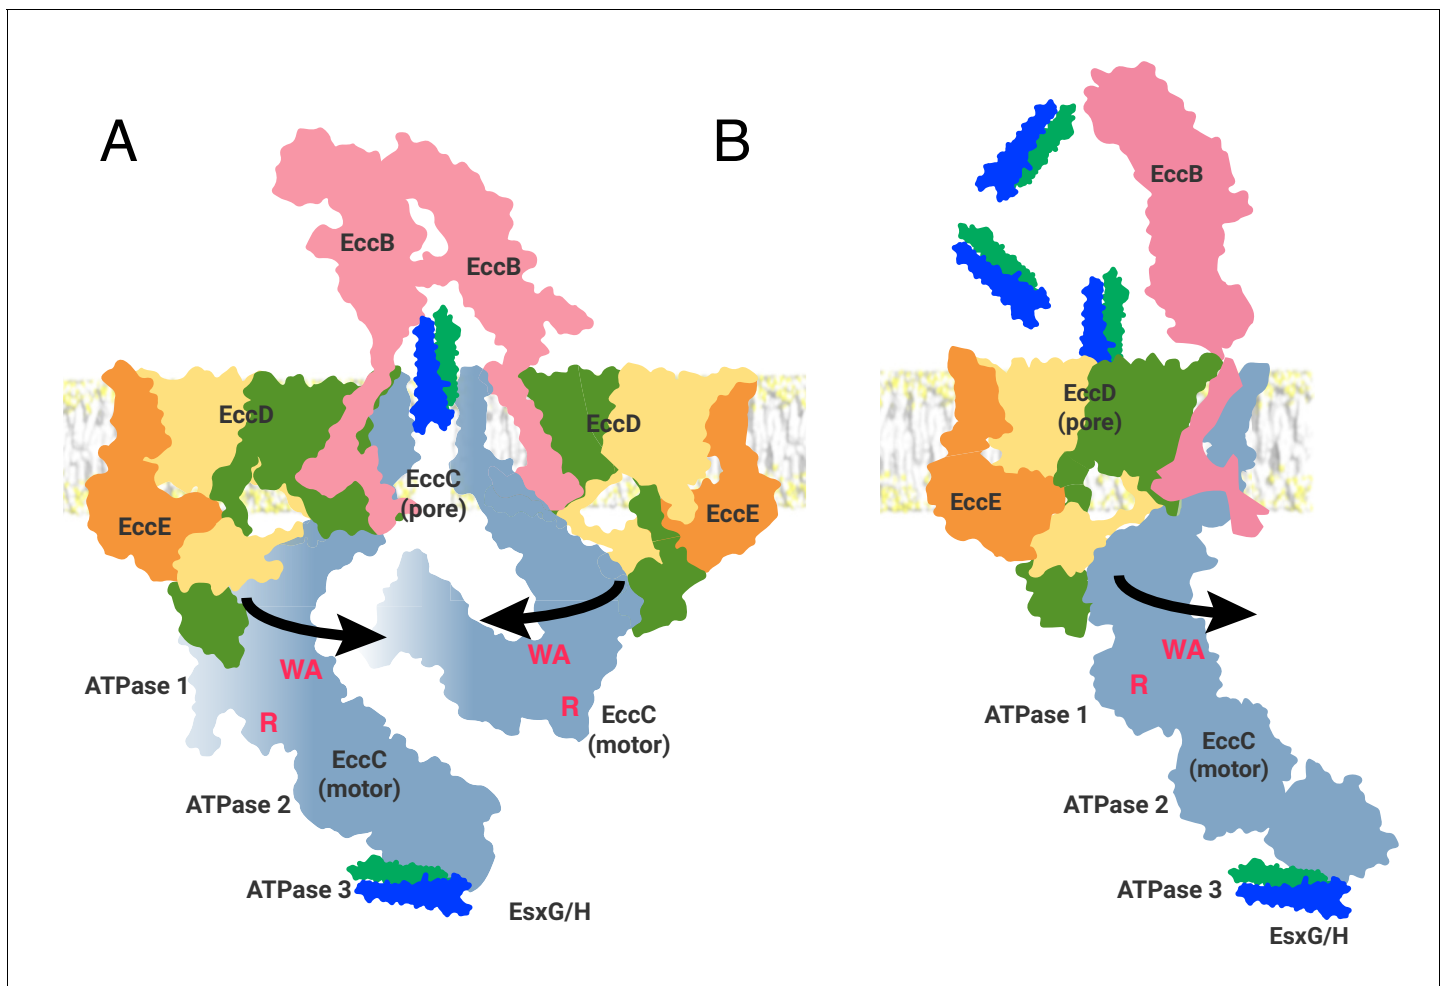 A
EccB
EccB
EccD
EccD
EccC
(pore)
EccE
EccE
WA
WA
ATPase 1
R
R
EccC
(motor)
EccC
(motor)
ATPase 2
ATPase 3
EsxG/H
B
EccB
EccD
(pore)
EccE
WA
R
ATPase 1
EccC
(motor)
ATPase 2
ATPase 3
EsxG/H